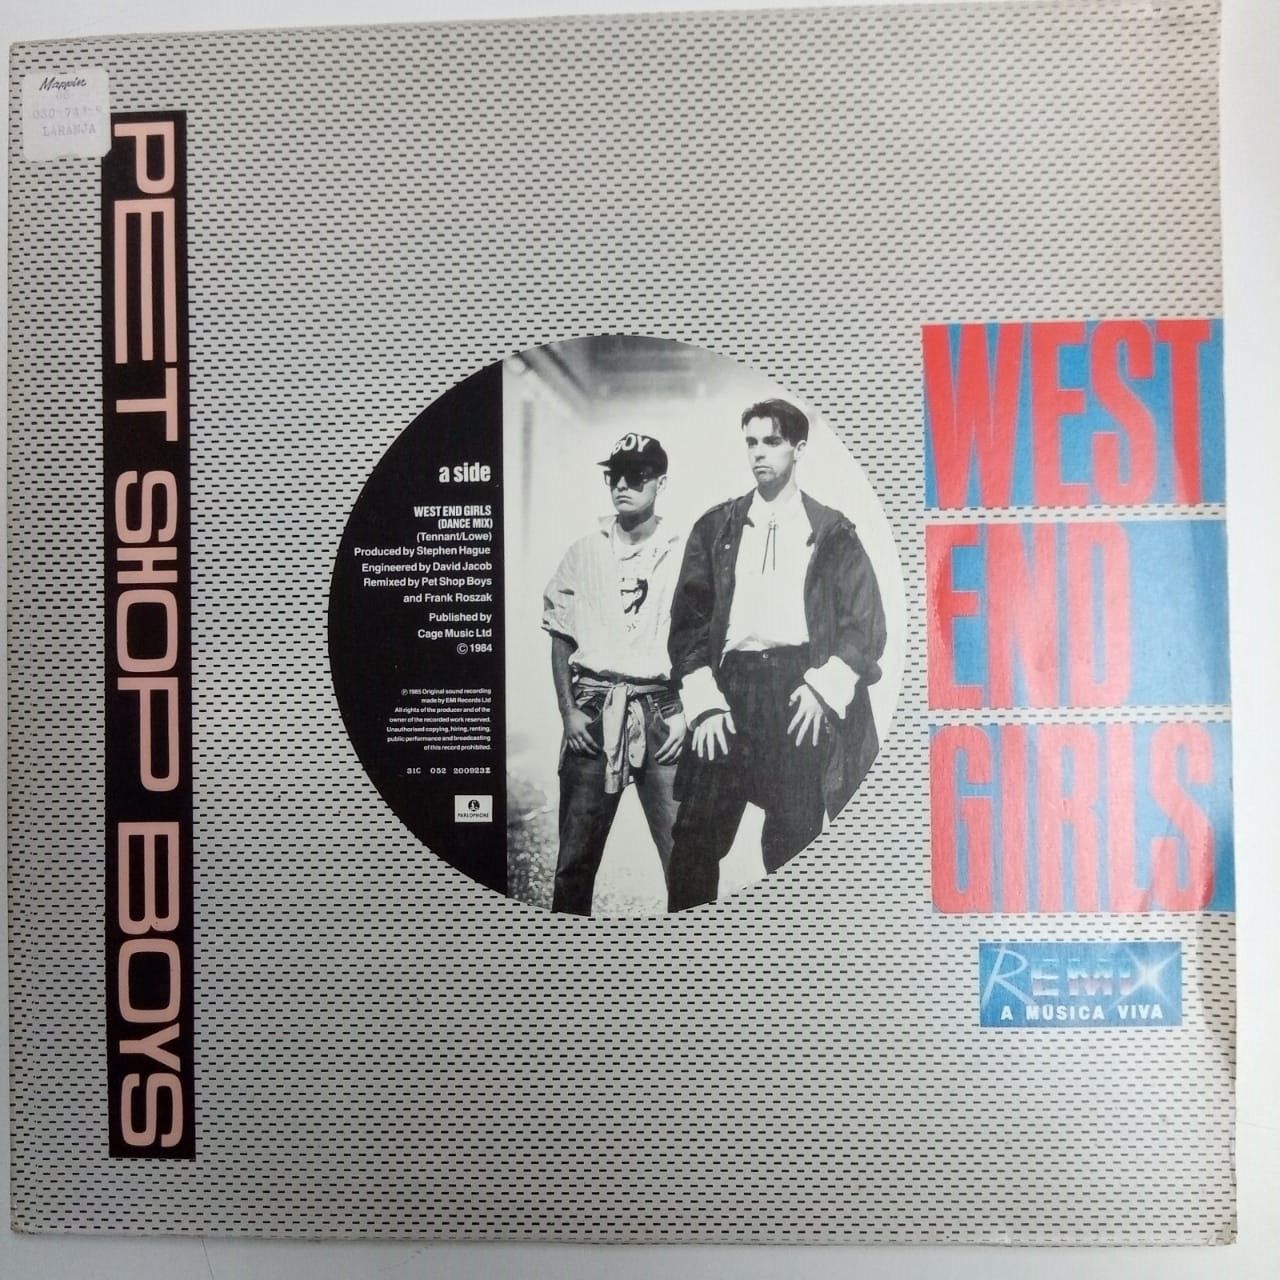 Mappin
LARANJA
PET SHOP BOYS
a side
WEST END GIRLS
(DANCE MIX)
(Tennant/Lowe)
Produced by Stephen Hague
Engineered by David Jacob
Remixed by Pet Shop Boys
and Frank Roszak
Published by
Cage Music Ltd
© 1984
℗ 1985 Original sound recording
made by EMI Records Ltd
All rights of the producer and of the
owner of the recorded work reserved.
Unauthorised copying, hiring, renting,
public performance and broadcasting
of this record prohibited.
31C 052 200923Z
PARLOPHONE
BOY
WEST
END
GIRLS
REMIX
A MÚSICA VIVA